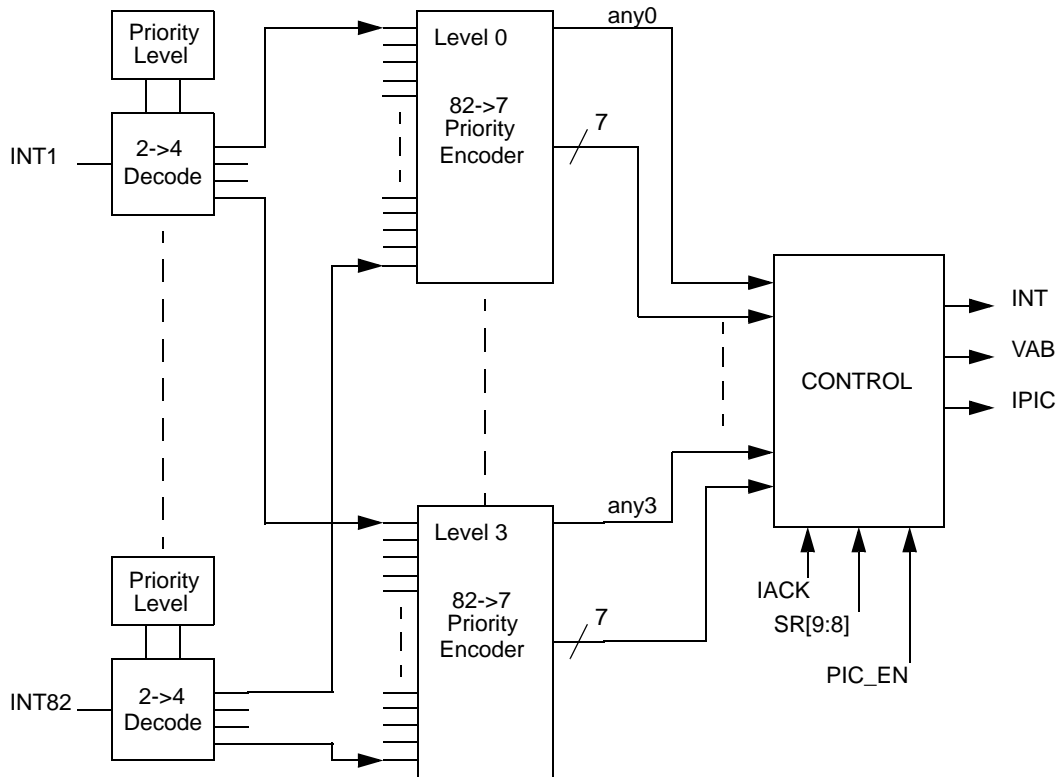 Priority
Level
2->4
Decode
INT1
Level 0
82->7
Priority
Encoder
any0
7
CONTROL
INT
VAB
IPIC
any3
Level 3
82->7
Priority
Encoder
7
IACK
SR[9:8]
PIC_EN
Priority
Level
2->4
Decode
INT82